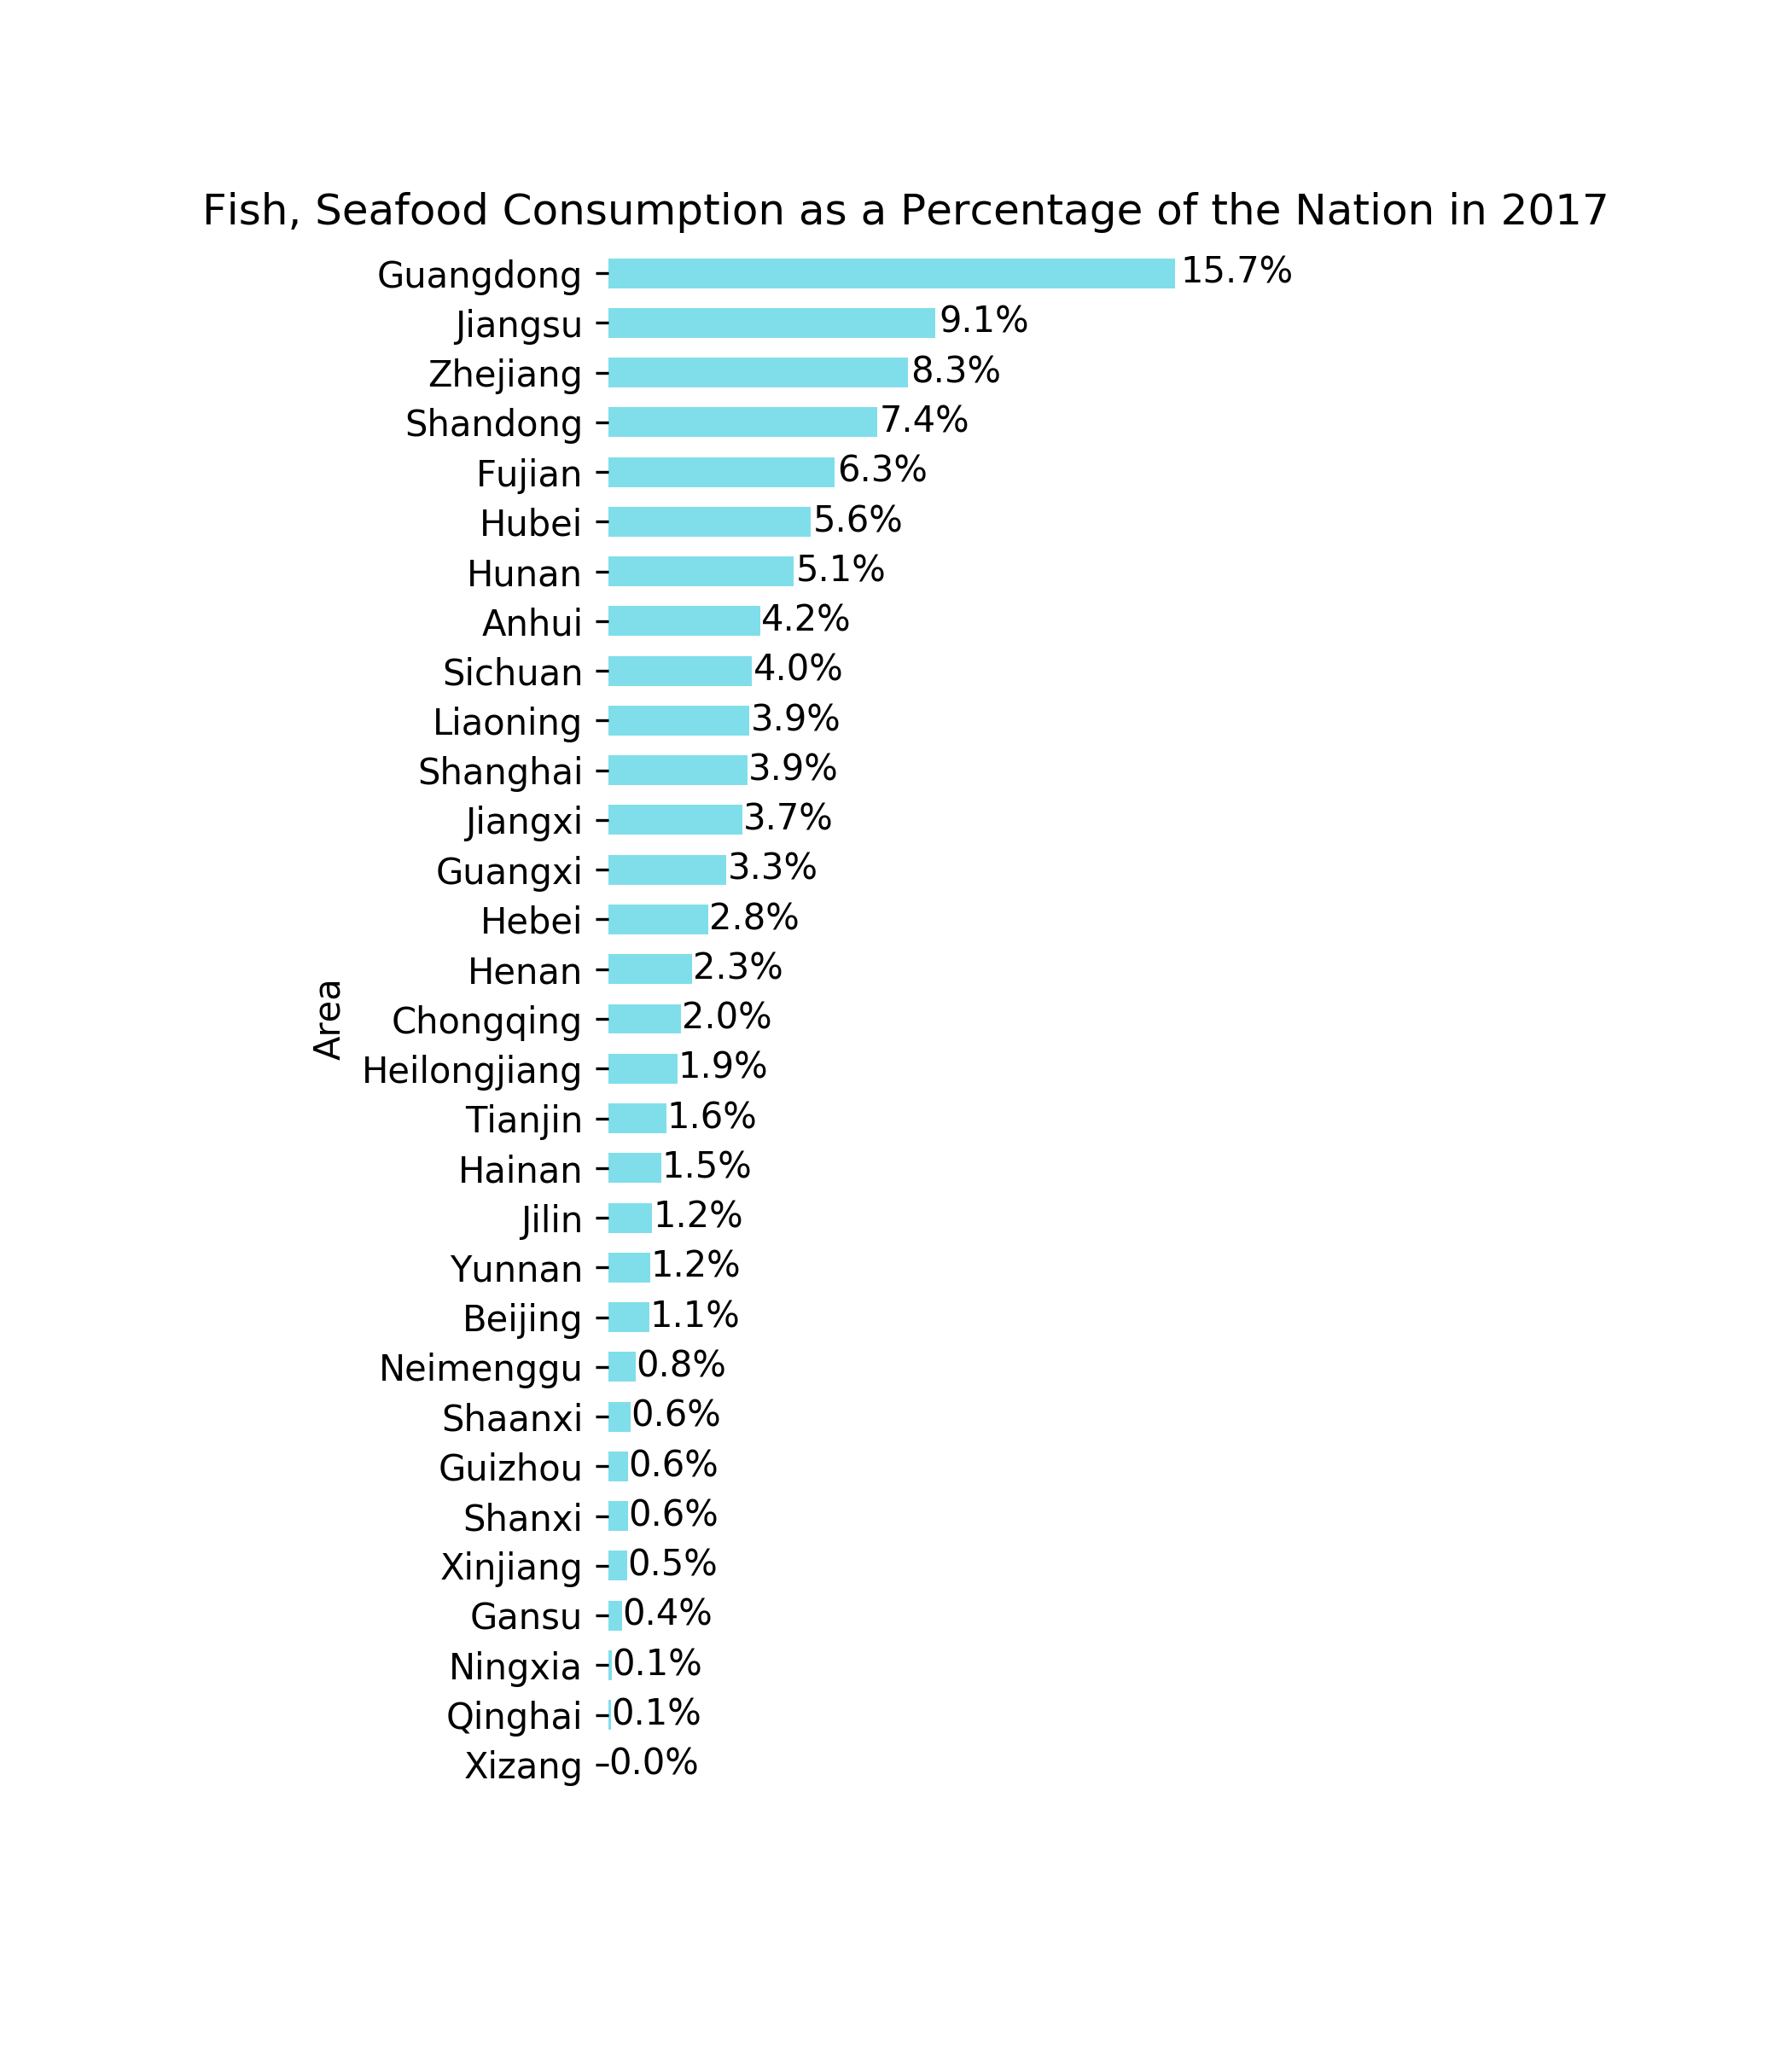 Fish, Seafood Consumption as a Percentage of the Nation in 2017
Guangdong 15.7%
Jiangsu 9.1%
Zhejiang 8.3%
Shandong 7.4%
Fujian 6.3%
Hubei 5.6%
Hunan 5.1%
Anhui 4.2%
Sichuan 4.0%
Liaoning 3.9%
Shanghai 3.9%
Jiangxi 3.7%
Guangxi 3.3%
Hebei 2.8%
Henan 2.3%
Area
Chongqing 2.0%
Heilongjiang 1.9%
Tianjin 1.6%
Hainan 1.5%
Jilin 1.2%
Yunnan 1.2%
Beijing 1.1%
Neimenggu 0.8%
Shaanxi 0.6%
Guizhou 0.6%
Shanxi 0.6%
Xinjiang 0.5%
Gansu 0.4%
Ningxia 0.1%
Qinghai 0.1%
Xizang 0.0%